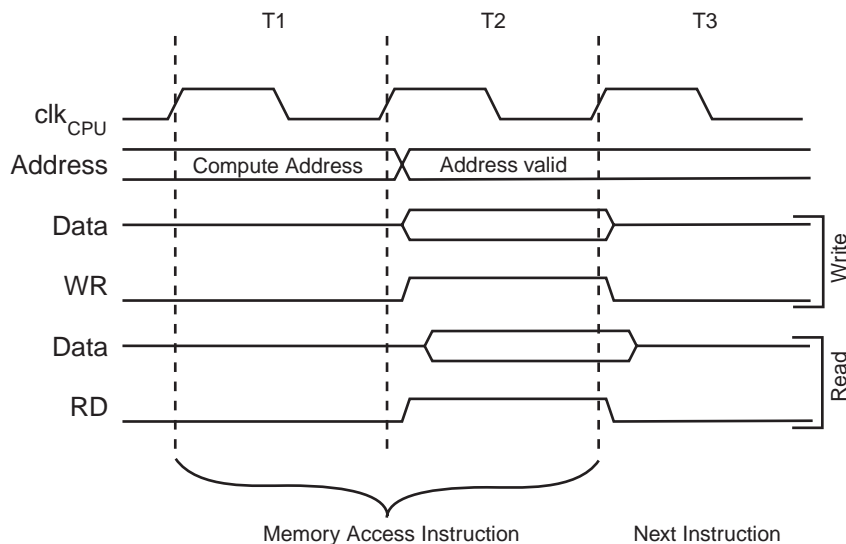 T1 T2 T3
clkCPU
Address Compute Address Address valid
Data
WR
Write
Data
RD
Read
Memory Access Instruction Next Instruction